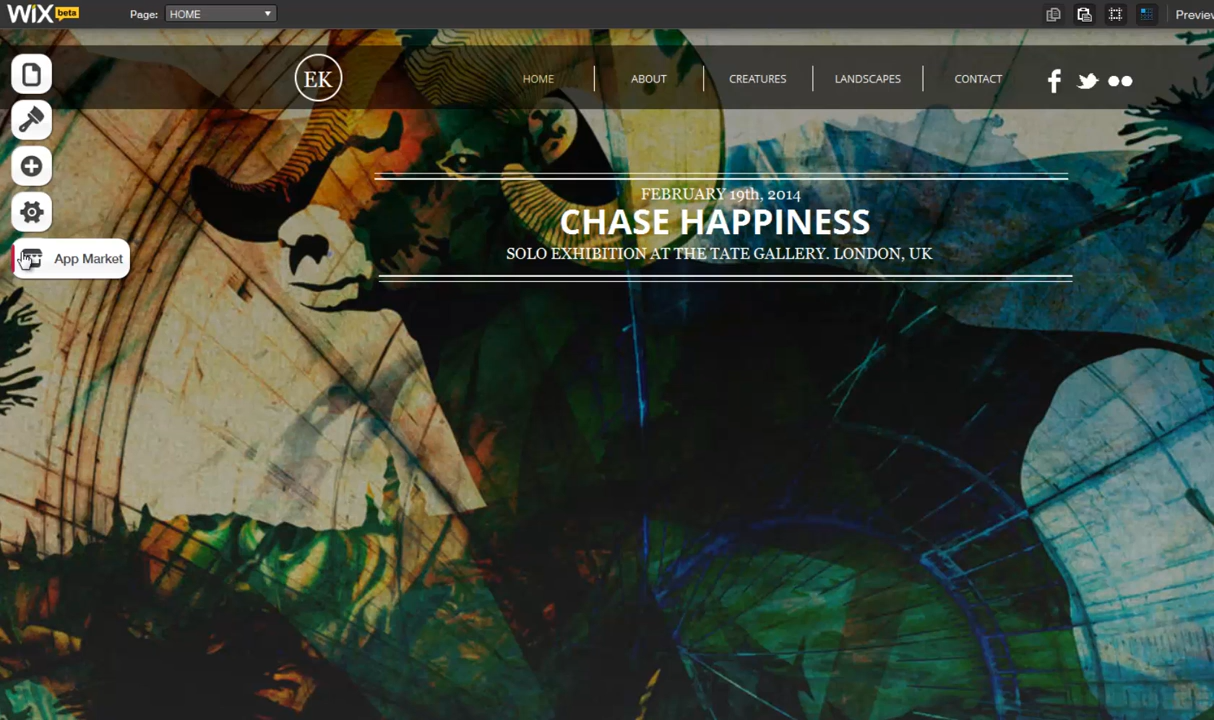 WiX beta Page: HOME
EK HOME ABOUT CREATURES LANDSCAPES CONTACT
FEBRUARY 19th, 2014
CHASE HAPPINESS
SOLO EXHIBITION AT THE TATE GALLERY. LONDON, UK
App Market